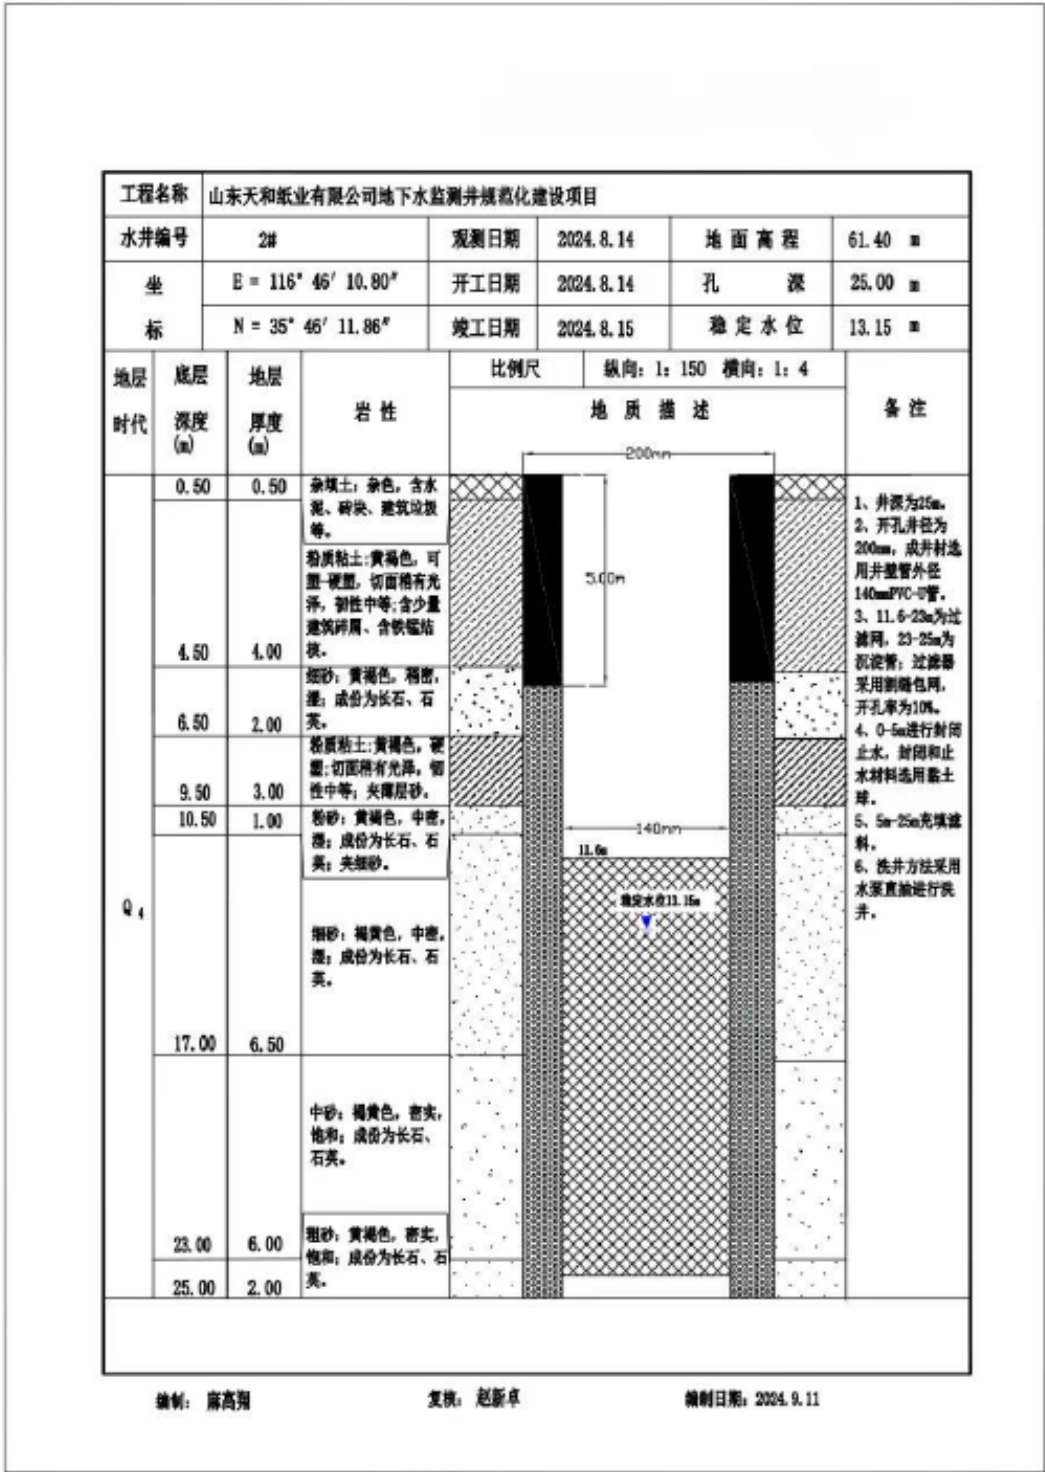 工程名称 山东天和纸业有限公司地下水监测井规范化建设项目
水井编号 2# 观测日期 2024.8.14 地面高程 61.40 m
坐 E = 116° 46′ 10.80″ 开工日期 2024.8.14 孔 深 25.00 m
标 N = 35° 46′ 11.86″ 竣工日期 2024.8.15 稳定水位 13.15 m
地层
时代
底层
深度
(m)
地层
厚度
(m)
岩性
比例尺 纵向: 1: 150 横向: 1: 4
地质描述
备注
200mm
0.50 0.50
杂填土: 杂色, 含水
泥、砖块、建筑垃圾
等。
粉质粘土:黄褐色, 可
塑-硬塑, 切面稍有光
泽, 韧性中等;含少量
建筑碎屑、含铁锰结
核。
4.50 4.00
5.00m
细砂: 黄褐色, 稍密,
湿; 成份为长石、石
英。
6.50 2.00
粉质粘土:黄褐色, 硬
塑;切面稍有光泽, 韧
性中等; 夹薄层砂。
9.50 3.00
粉砂: 黄褐色, 中密,
湿; 成份为长石、石
英; 夹细砂。
10.50 1.00
140mm
11.6m
稳定水位13.15m
Q4
细砂: 褐黄色, 中密,
湿; 成份为长石、石
英。
17.00 6.50
中砂: 褐黄色, 密实,
饱和; 成份为长石、
石英。
23.00 6.00
粗砂: 黄褐色, 密实,
饱和; 成份为长石、石
英。
25.00 2.00
1、井深为25m。
2、开孔井径为
200mm, 成井材选
用井壁管外径
140mmPVC-U管。
3、11.6-23m为过
滤网, 23-25m为
沉淀管; 过滤器
采用割缝包网,
开孔率为10%。
4、0-5m进行封闭
止水, 封闭和止
水材料选用黏土
球。
5、5m-25m充填滤
料。
6、洗井方法采用
水泵直抽进行洗
井。
编制: 麻高翔 复核: 赵新卓 编制日期: 2024.9.11